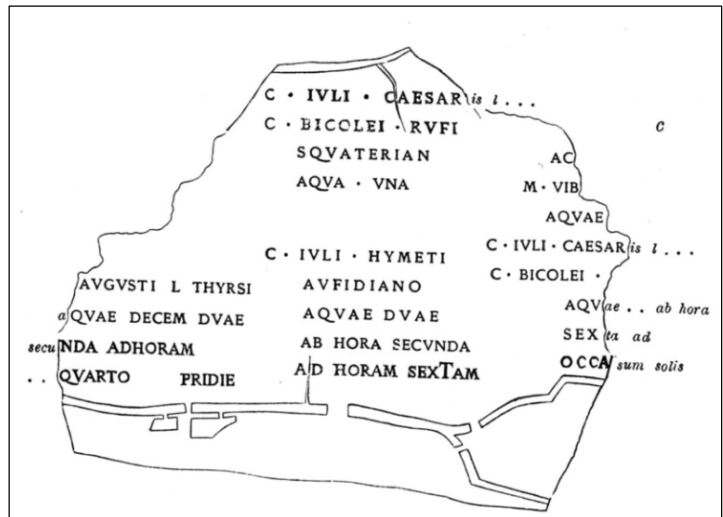 AVGVSTI L THYRSI
aQVAE DECEM DVAE
secuNDA ADHORAM
. . QVARTO PRIDIE
C · IVLI · CAESARis l . . .
C · BICOLEI · RVFI
SQVATERIAN
AQVA · VNA
C · IVLI · HYMETI
AVFIDIANO
AQVAE DVAE
AB HORA SECVNDA
AD HORAM SEXTAM
c
AC
M · VIB
AQVAE
C · IVLI · CAESARis l . . .
C · BICOLEI ·
AQVae . . ab hora
SEXta ad
OCCAsum solis